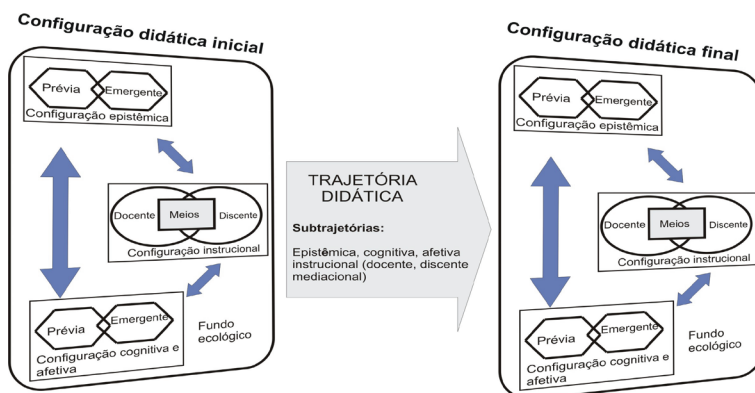 Configuração didática inicial
Prévia
Emergente
Configuração epistêmica
Docente
Meios
Discente
Configuração instrucional
Prévia
Emergente
Configuração cognitiva e
afetiva
Fundo
ecológico
TRAJETÓRIA
DIDÁTICA
Subtrajetórias:
Epistêmica, cognitiva, afetiva
instrucional (docente, discente
mediacional)
Configuração didática final
Prévia
Emergente
Configuração epistêmica
Docente
Meios
Discente
Configuração instrucional
Prévia
Emergente
Configuração cognitiva e
afetiva
Fundo
ecológico